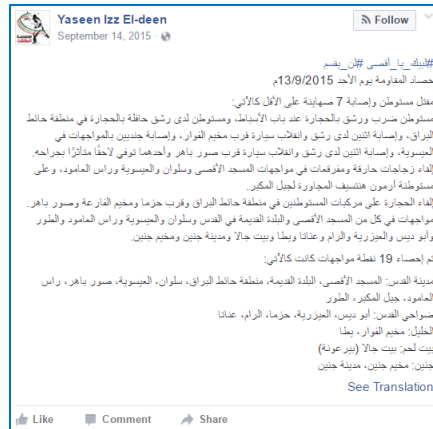 Yaseen Izz El-deen
Follow
September 14, 2015
#لبيك_يا_أقصى #لن_يقسم
حصاد المقاومة يوم الأحد 13/9/2015م
مقتل مستوطن وإصابة 7 صهاينة على الأقل كالآتي:
مستوطن ضرب ورشق بالحجارة عند باب الأسباط، ومستوطن لدى رشق حافلة بالحجارة في منطقة حائط
البراق، وإصابة اثنين لدى رشق وانقلاب سيارة قرب مخيم الفوار، وإصابة جنديين بالمواجهات في
العيسوية، وإصابة اثنين لدى رشق وانقلاب سيارة قرب صور باهر وأحدهما توفي لاحقًا متأثرًا بجراحه.
إلقاء زجاجات حارقة ومفرقعات في مواجهات المسجد الأقصى وسلوان والعيسوية وراس العامود، وعلى
مستوطنة أرمون هنتسيف المجاورة لجبل المكبر.
إلقاء الحجارة على مركبات المستوطنين في منطقة حائط البراق وقرب حزما ومخيم الفارعة وصور باهر.
مواجهات في كل من المسجد الأقصى والبلدة القديمة في القدس وسلوان والعيسوية وراس العامود والطور
وأبو ديس والعيزرية والرام وعناتا ويطا وبيت جالا ومدينة جنين ومخيم جنين.
تم إحصاء 19 نقطة مواجهات كانت كالآتي:
مدينة القدس: المسجد الأقصى، البلدة القديمة، منطقة حائط البراق، سلوان، العيسوية، صور باهر، راس
العامود، جبل المكبر، الطور
ضواحي القدس: أبو ديس، العيزرية، حزما، الرام، عناتا
الخليل: مخيم الفوار، يطا
بيت لحم: بيت جالا (بيرعونة)
جنين: مخيم جنين، مدينة جنين
See Translation
Like Comment Share